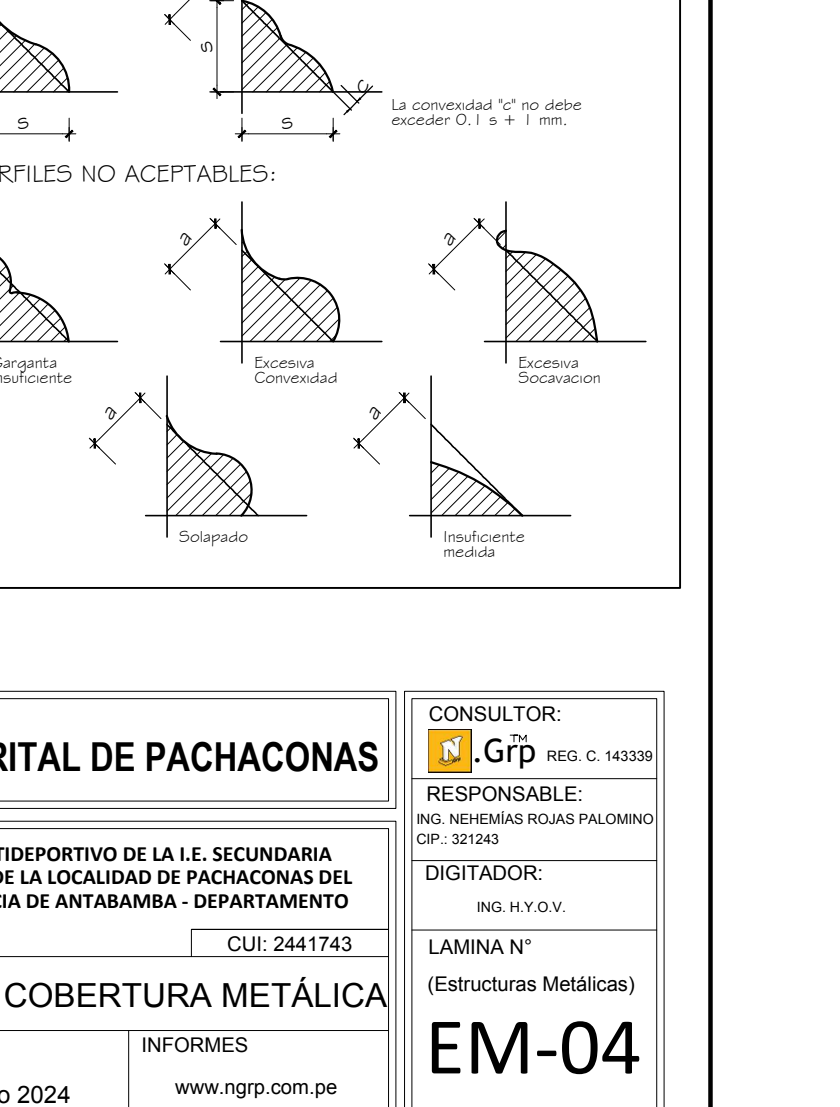 S
c
S
S
La convexidad "c" no debe
exceder 0.1 s + 1 mm.
RFILES NO ACEPTABLES:
a
a
Garganta
nsuficiente
Excesiva
Convexidad
Excesiva
Socavacion
a
a
Solapado
Insuficiente
medida
RITAL DE PACHACONAS
TIDEPORTIVO DE LA I.E. SECUNDARIA
DE LA LOCALIDAD DE PACHACONAS DEL
CIA DE ANTABAMBA - DEPARTAMENTO
CUI: 2441743
COBERTURA METÁLICA
INFORMES
www.ngrp.com.pe
o 2024
CONSULTOR:
N .Grp TM REG. C. 143339
RESPONSABLE:
ING. NEHEMÍAS ROJAS PALOMINO
CIP.: 321243
DIGITADOR:
ING. H.Y.O.V.
LAMINA N°
(Estructuras Metálicas)
EM-04